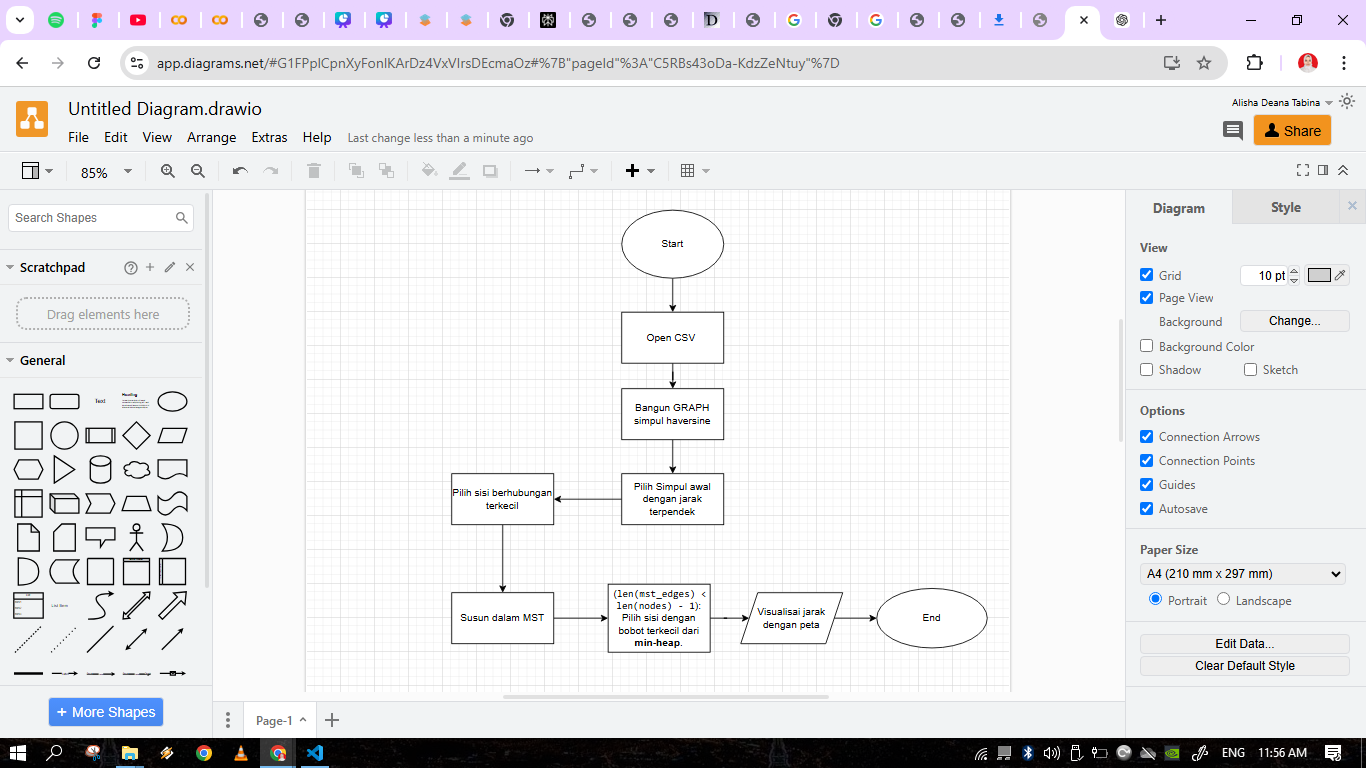 app.diagrams.net/#G1FPplCpnXyFonIKArDz4VxVIrsDEcmaOz#%7B"pageId"%3A"C5RBs43oDa-KdzZeNtuy"%7D
Untitled Diagram.drawio
Alisha Deana Tabina
File Edit View Arrange Extras Help Last change less than a minute ago
Share
85%
Search Shapes
Scratchpad
Drag elements here
General
Text
Heading
List Item
+ More Shapes
Start
Open CSV
Bangun GRAPH
simpul haversine
Pilih Simpul awal
dengan jarak
terpendek
Pilih sisi berhubungan
terkecil
Susun dalam MST
(len(mst_edges) <
len(nodes) - 1):
Pilih sisi dengan
bobot terkecil dari
min-heap.
Visualisai jarak
dengan peta
End
Page-1
Diagram Style
View
Grid 10 pt
Page View
Background Change...
Background Color
Shadow Sketch
Options
Connection Arrows
Connection Points
Guides
Autosave
Paper Size
A4 (210 mm x 297 mm)
Portrait Landscape
Edit Data...
Clear Default Style
ENG 11:56 AM